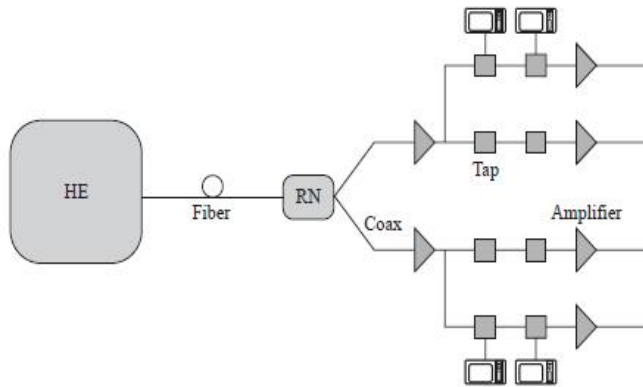 HE
Fiber
RN
Coax
Tap
Amplifier